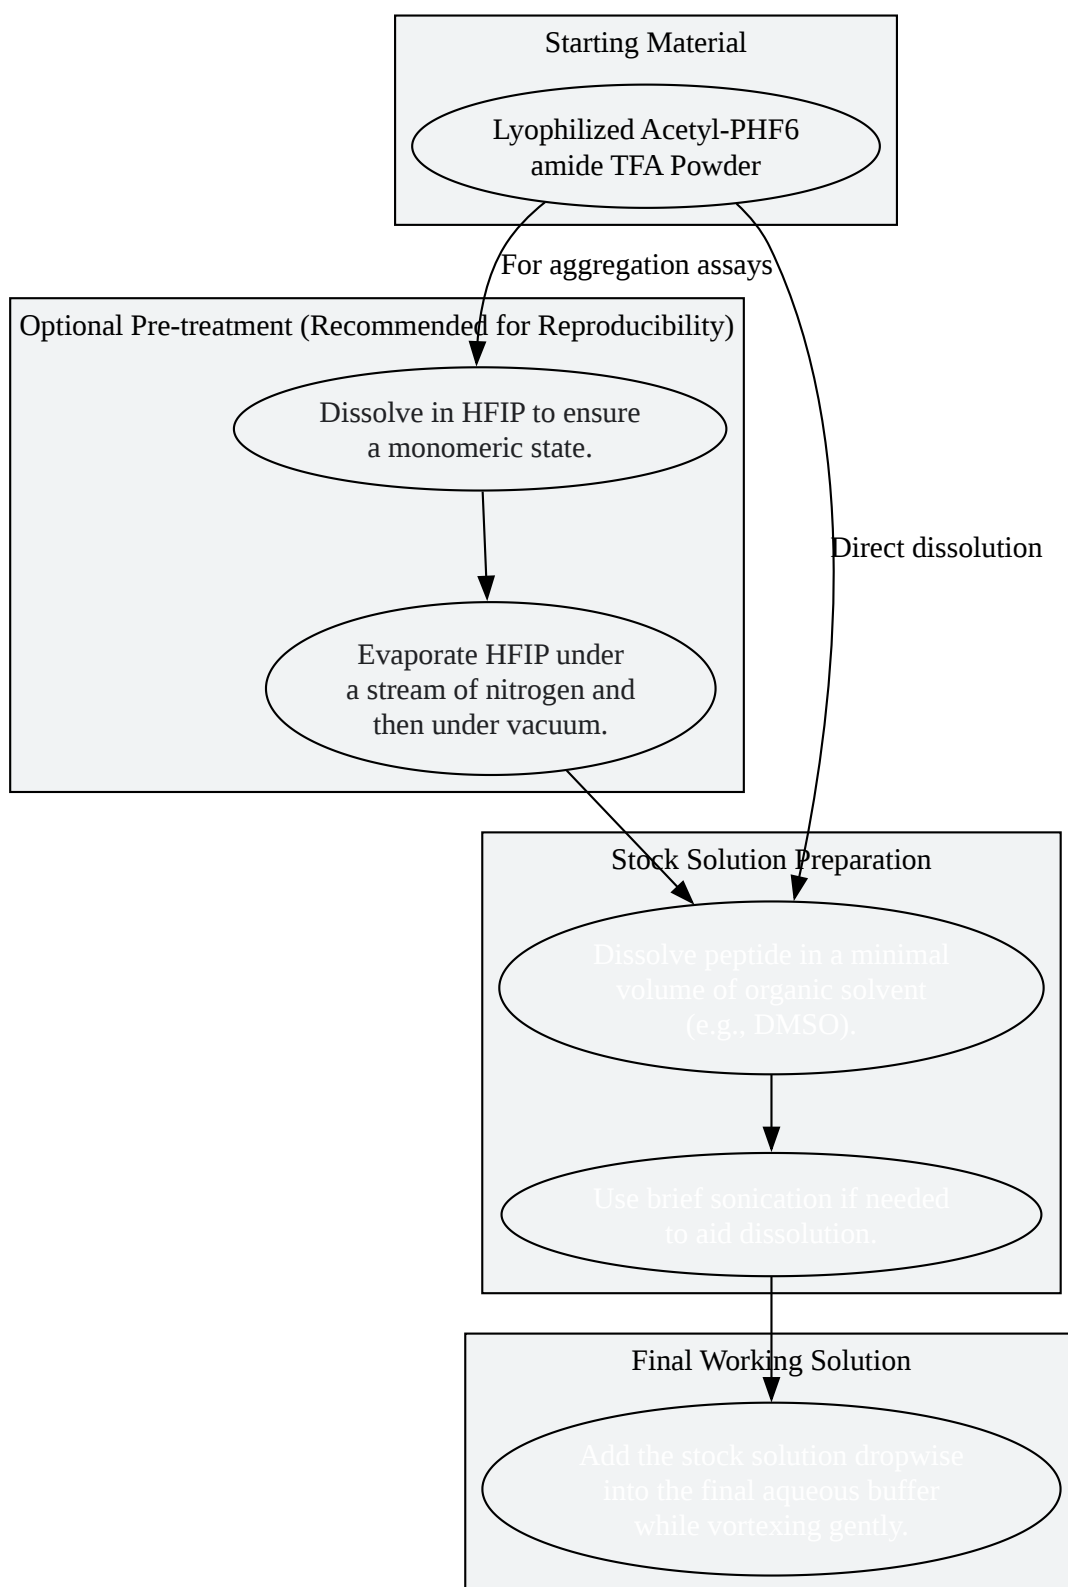 Starting Material
Lyophilized Acetyl-PHF6
amide TFA Powder
For aggregation assays
Optional Pre-treatment (Recommended for Reproducibility)
Dissolve in HFIP to ensure
a monomeric state.
Direct dissolution
Evaporate HFIP under
a stream of nitrogen and
then under vacuum.
Stock Solution Preparation
Dissolve peptide in a minimal
volume of organic solvent
(e.g., DMSO).
Use brief sonication if needed
to aid dissolution.
Final Working Solution
Add the stock solution dropwise
into the final aqueous buffer
while vortexing gently.